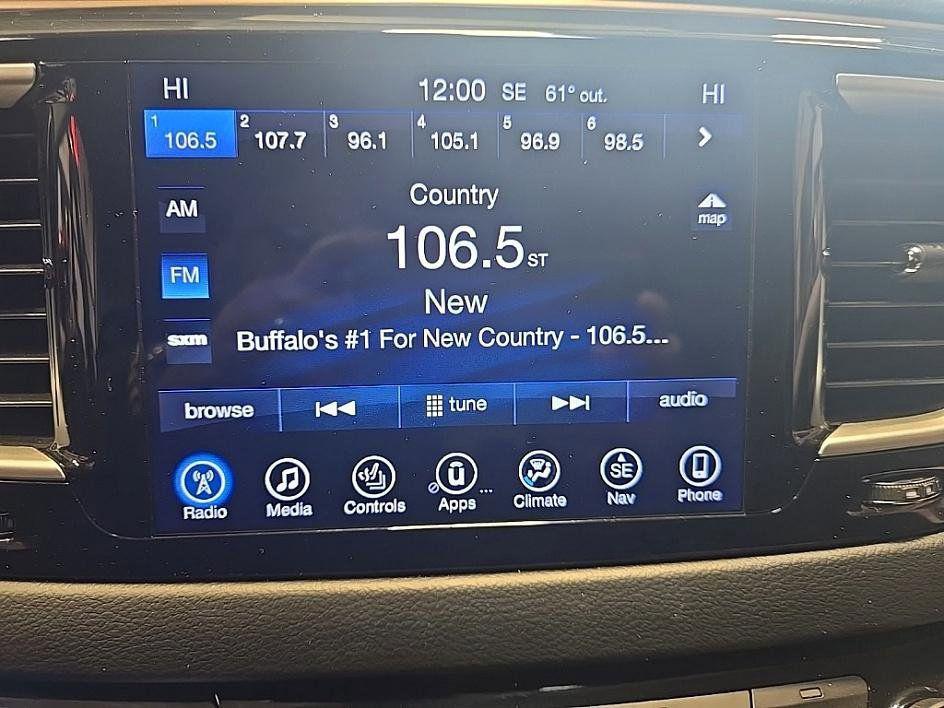 HI 12:00 SE 61° out. HI
1 106.5 2 107.7 3 96.1 4 105.1 5 96.9 6 98.5
Country
AM
map
106.5 ST
FM
New
sxm
Buffalo's #1 For New Country - 106.5...
browse tune audio
SE
Radio Media Controls Apps ... Climate Nav Phone